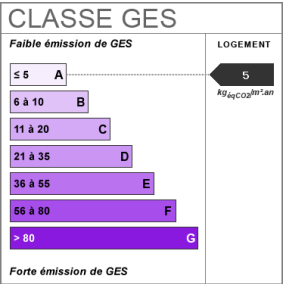 CLASSE GES
Faible émission de GES
LOGEMENT
≤ 5 A
5
kgéqCO2/m².an
6 à 10 B
11 à 20 C
21 à 35 D
36 à 55 E
56 à 80 F
> 80 G
Forte émission de GES